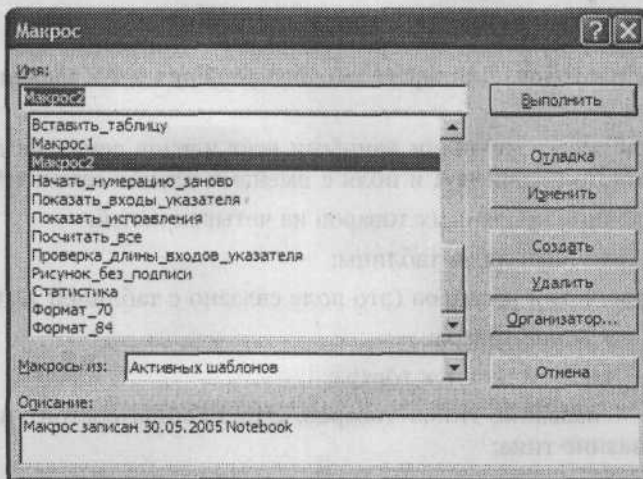 Макрос
Имя:
Макрос2
Выполнить
Вставить_таблицу
Макрос1
Макрос2
Начать_нумерацию_заново
Показать_входы_указателя
Показать_исправления
Посчитать_все
Проверка_длины_входов_указателя
Рисунок_без_подписи
Статистика
Формат_70
Формат_84
Отладка
Изменить
Создать
Удалить
Организатор...
Макросы из:
Активных шаблонов
Отмена
Описание:
Макрос записан 30.05.2005 Notebook